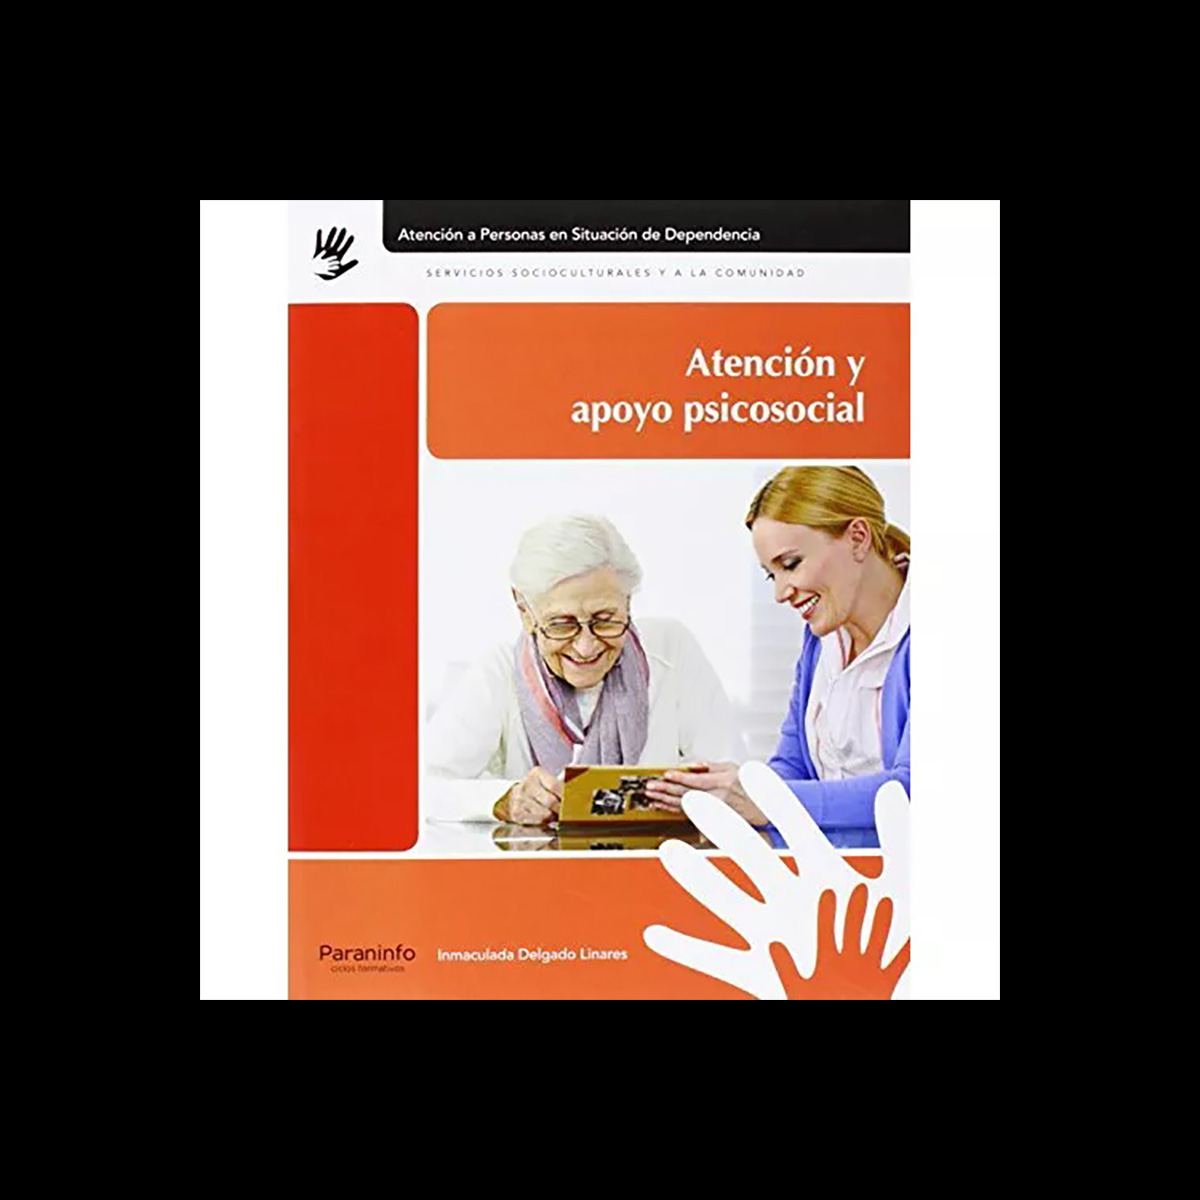 Atención a Personas en Situación de Dependencia
SERVICIOS SOCIOCULTURALES Y A LA COMUNIDAD
Atención y
apoyo psicosocial
Paraninfo
ciclos formativos
Inmaculada Delgado Linares